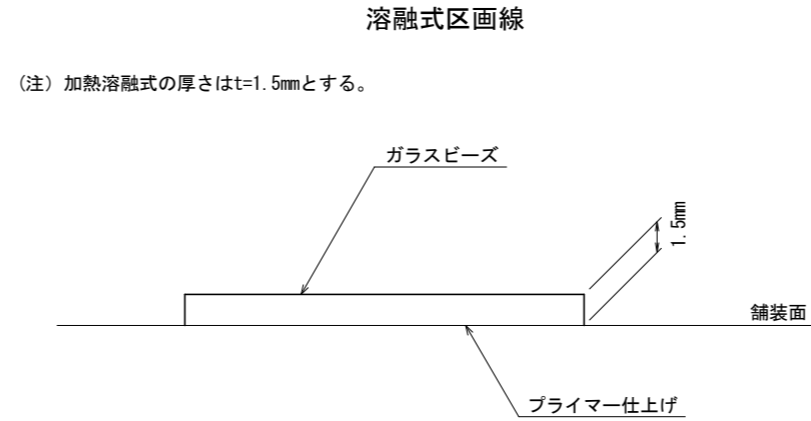 溶融式区画線
（注）加熱溶融式の厚さはt=1.5㎜とする。
ガラスビーズ
1.5㎜
舗装面
プライマー仕上げ